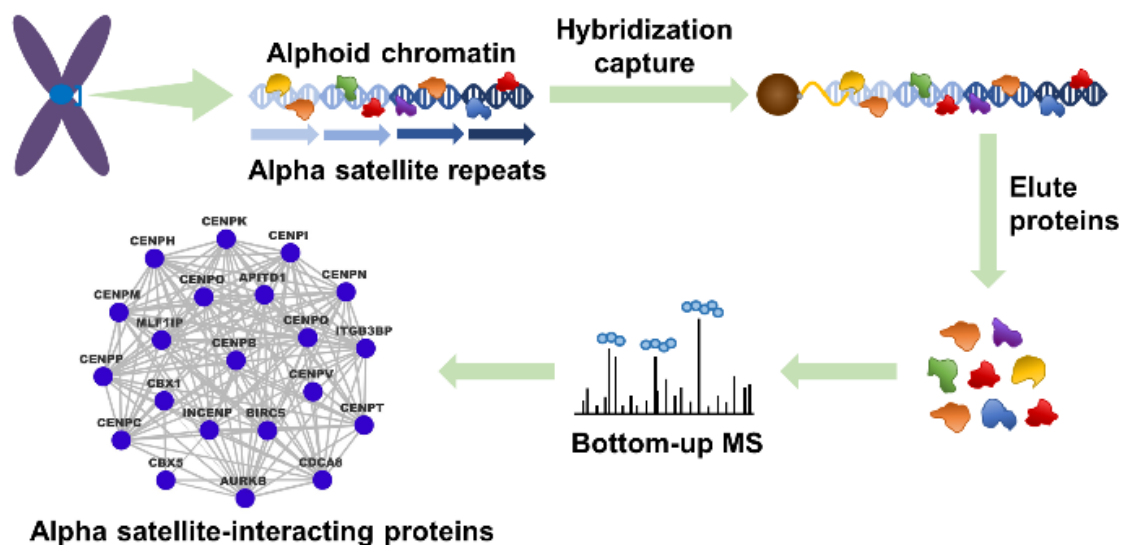 Alphoid chromatin
Hybridization
capture
Alpha satellite repeats
Elute
proteins
CENPK
CENPH
CENPI
CENPO
APITD1
CENPN
CENPM
MLF1IP
CENPQ
ITGB3BP
CENPB
CENPP
CBX1
CENPV
CENPC
INCENP
BIRC5
CENPT
CBX5
CDCA8
AURKB
Bottom-up MS
Alpha satellite-interacting proteins